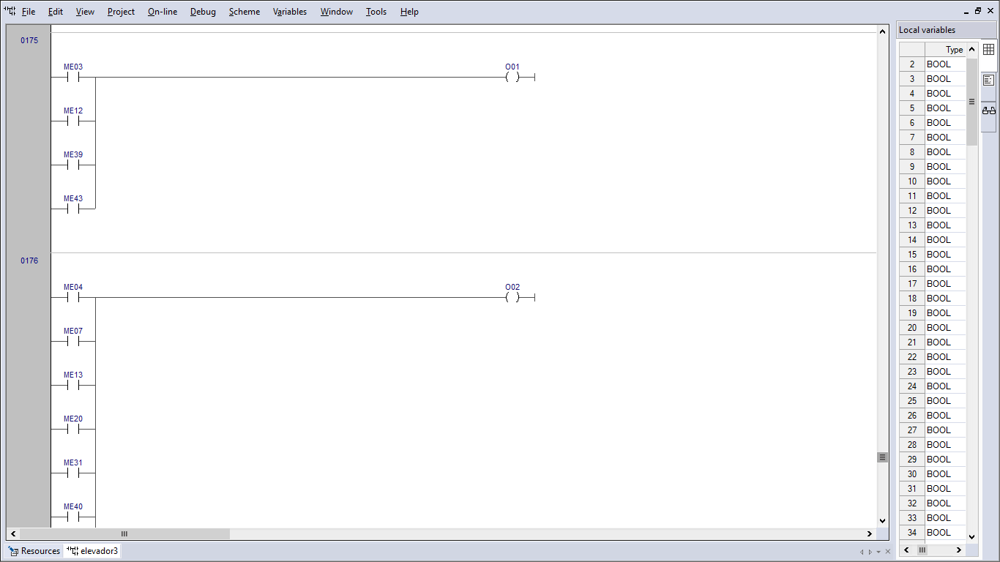 File Edit View Project On-line Debug Scheme Variables Window Tools Help
0175
ME03 O01
ME12
ME39
ME43
0176
ME04 O02
ME07
ME13
ME20
ME31
ME40
Local variables
Type
2 BOOL
3 BOOL
4 BOOL
5 BOOL
6 BOOL
7 BOOL
8 BOOL
9 BOOL
10 BOOL
11 BOOL
12 BOOL
13 BOOL
14 BOOL
15 BOOL
16 BOOL
17 BOOL
18 BOOL
19 BOOL
20 BOOL
21 BOOL
22 BOOL
23 BOOL
24 BOOL
25 BOOL
26 BOOL
27 BOOL
28 BOOL
29 BOOL
30 BOOL
31 BOOL
32 BOOL
33 BOOL
34 BOOL
Resources elevador3